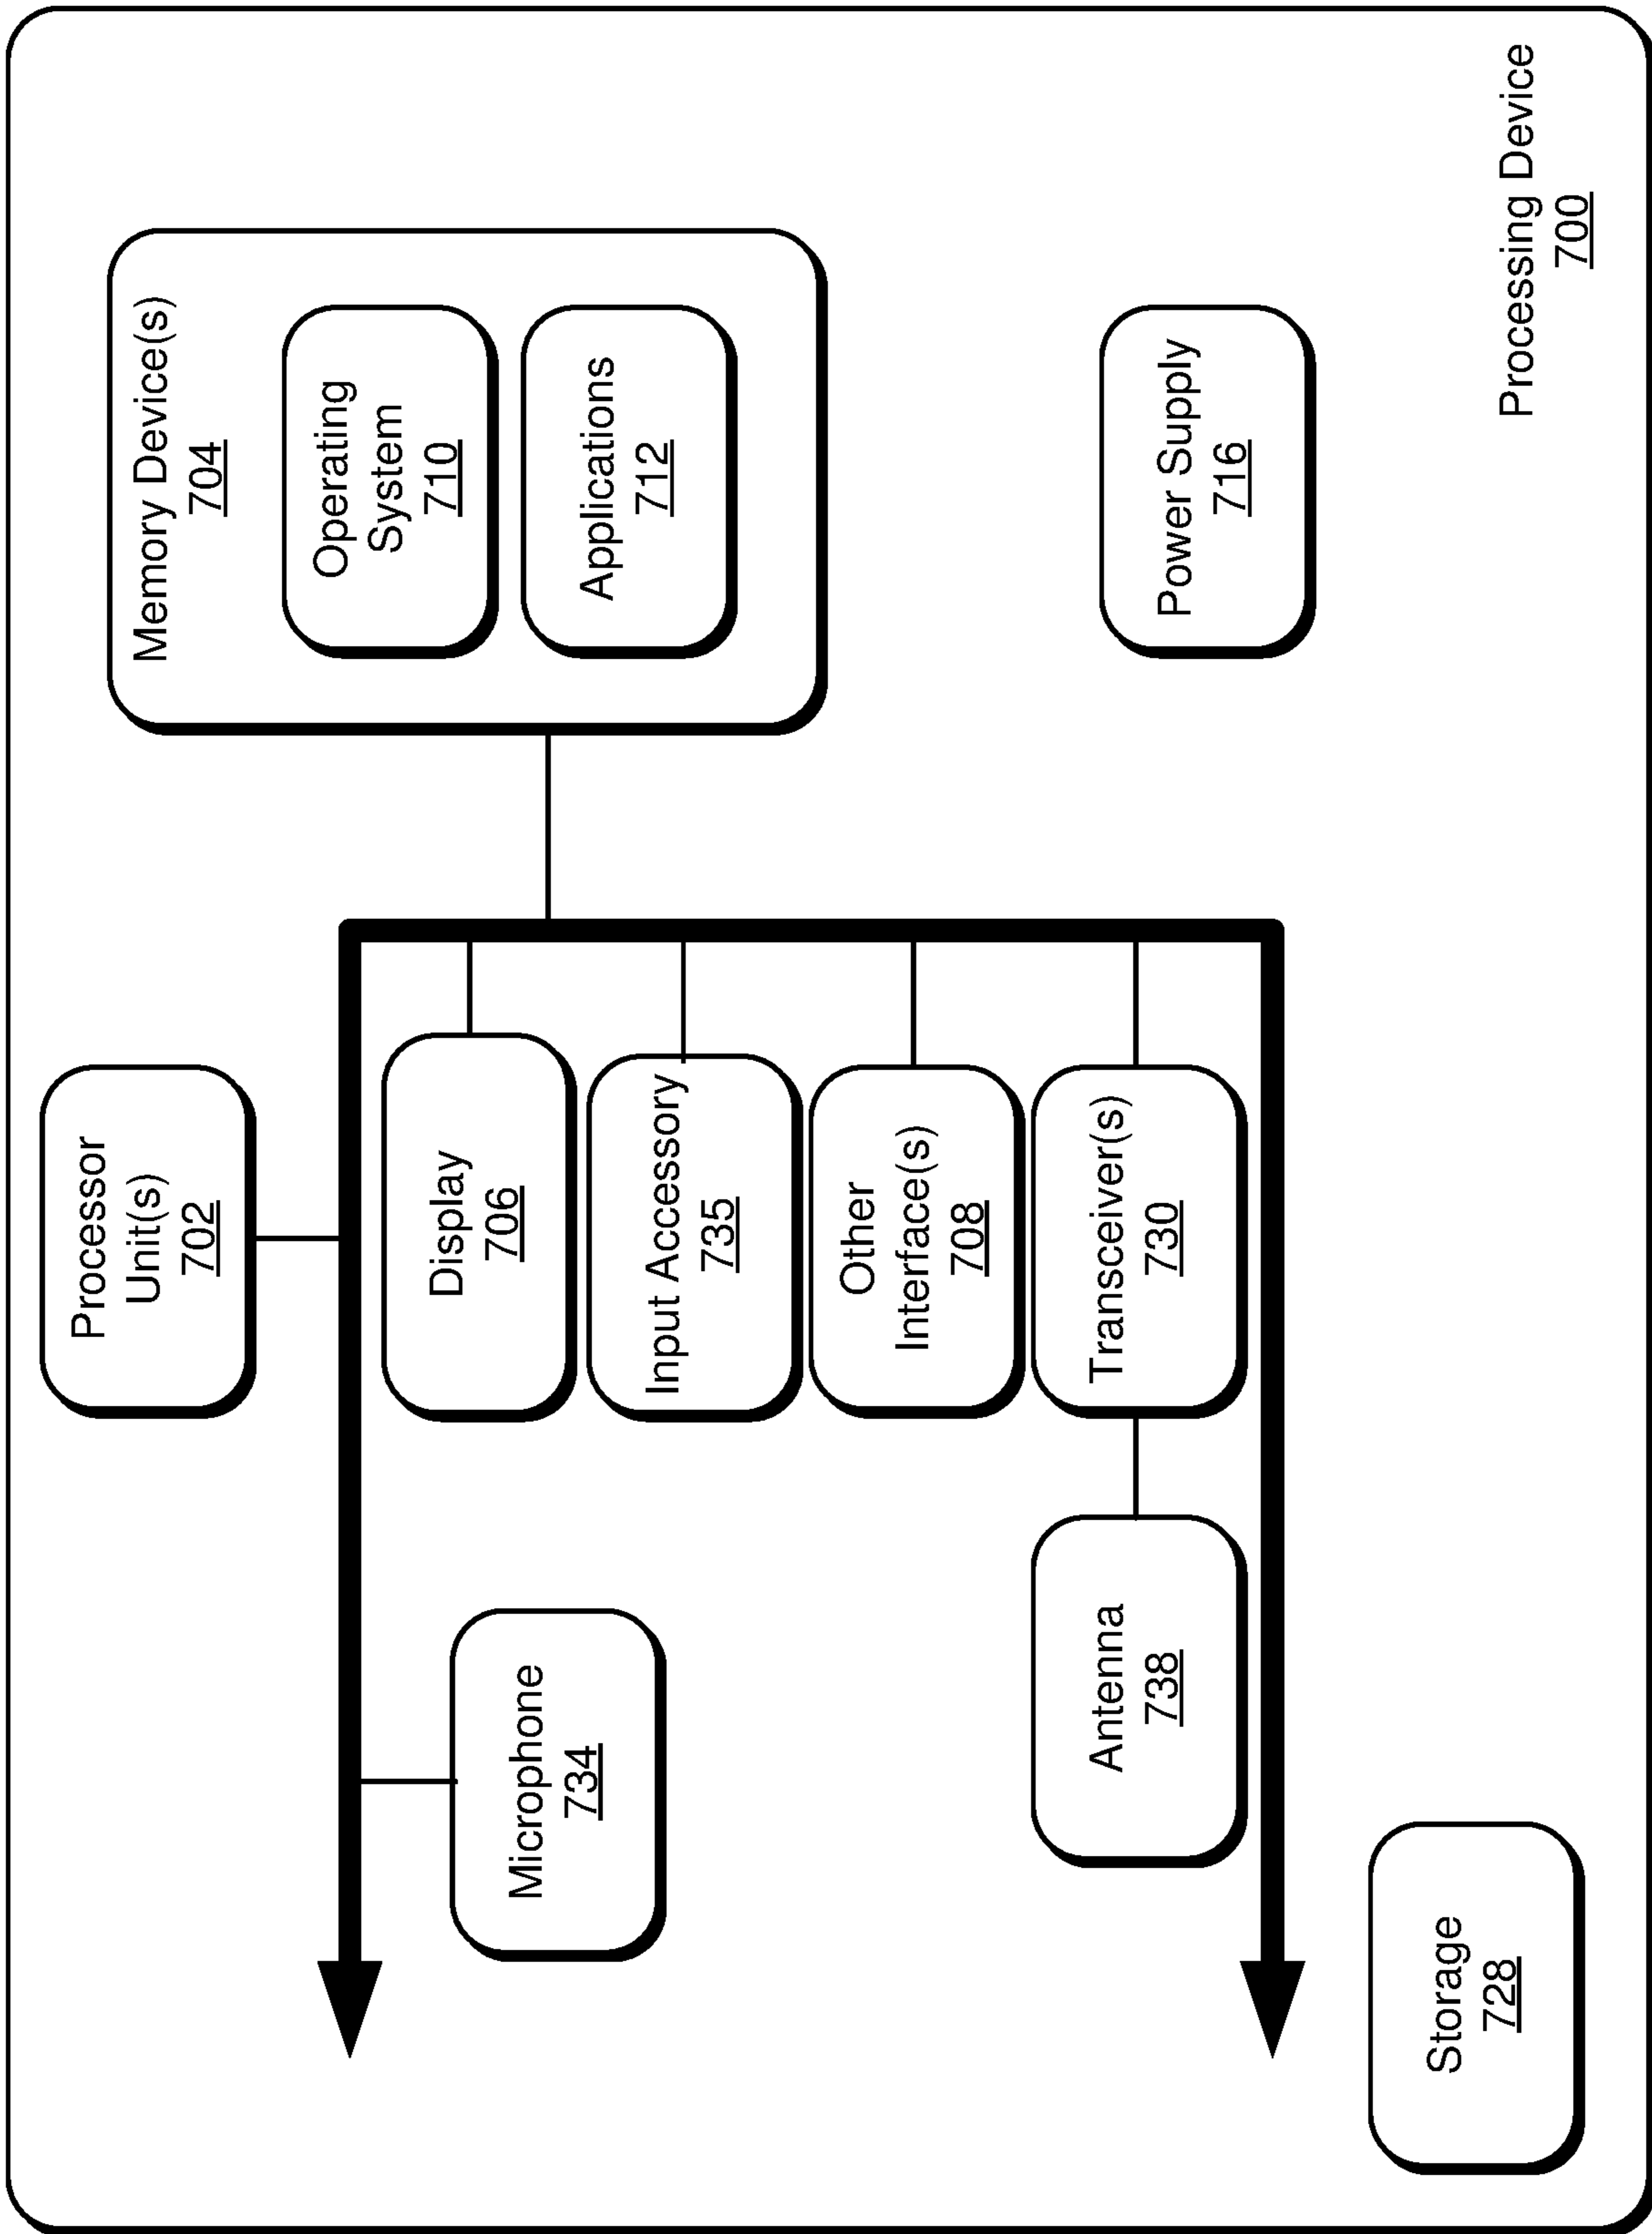 Processor
Unit(s)
702
Memory Device(s)
704
Operating
System
710
Applications
712
Display
706
Input Accessory
735
Other
Interface(s)
708
Transceiver(s)
730
Microphone
734
Antenna
738
Power Supply
716
Storage
728
Processing Device
700